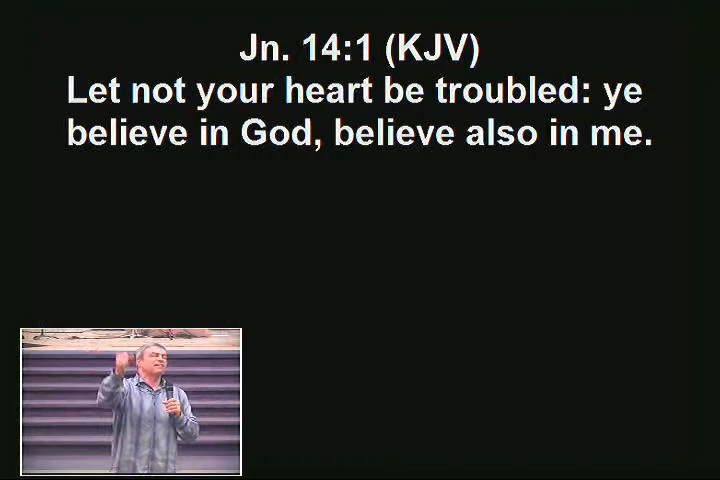 Jn. 14:1 (KJV)
Let not your heart be troubled: ye
believe in God, believe also in me.